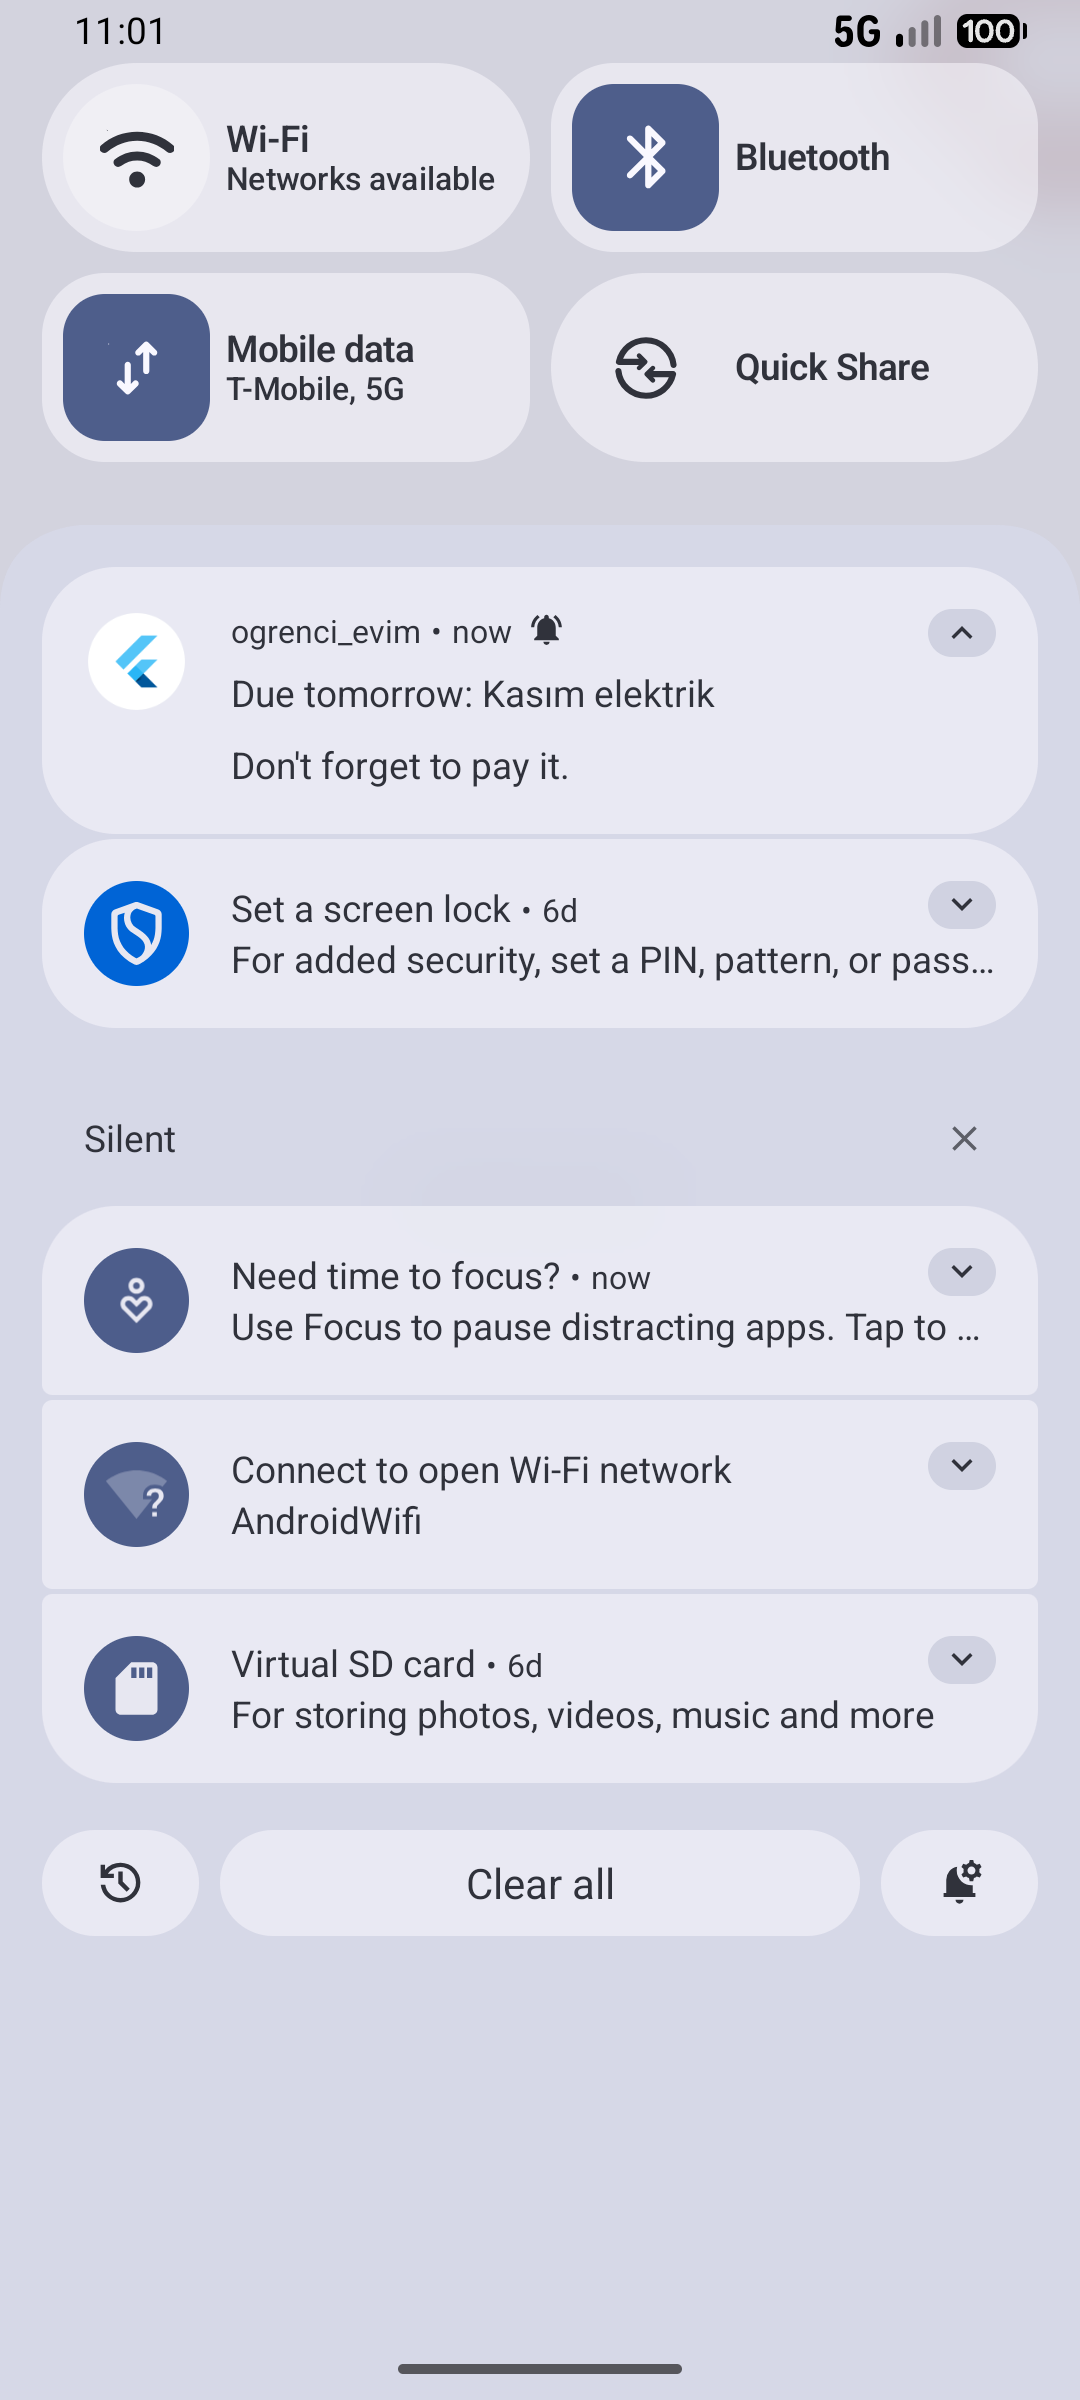 11:01
5G 100
Wi-Fi
Networks available
Bluetooth
Mobile data
T-Mobile, 5G
Quick Share
ogrenci_evim • now
Due tomorrow: Kasım elektrik
Don't forget to pay it.
Set a screen lock • 6d
For added security, set a PIN, pattern, or pass…
Silent
Need time to focus? • now
Use Focus to pause distracting apps. Tap to …
Connect to open Wi-Fi network
AndroidWifi
Virtual SD card • 6d
For storing photos, videos, music and more
Clear all